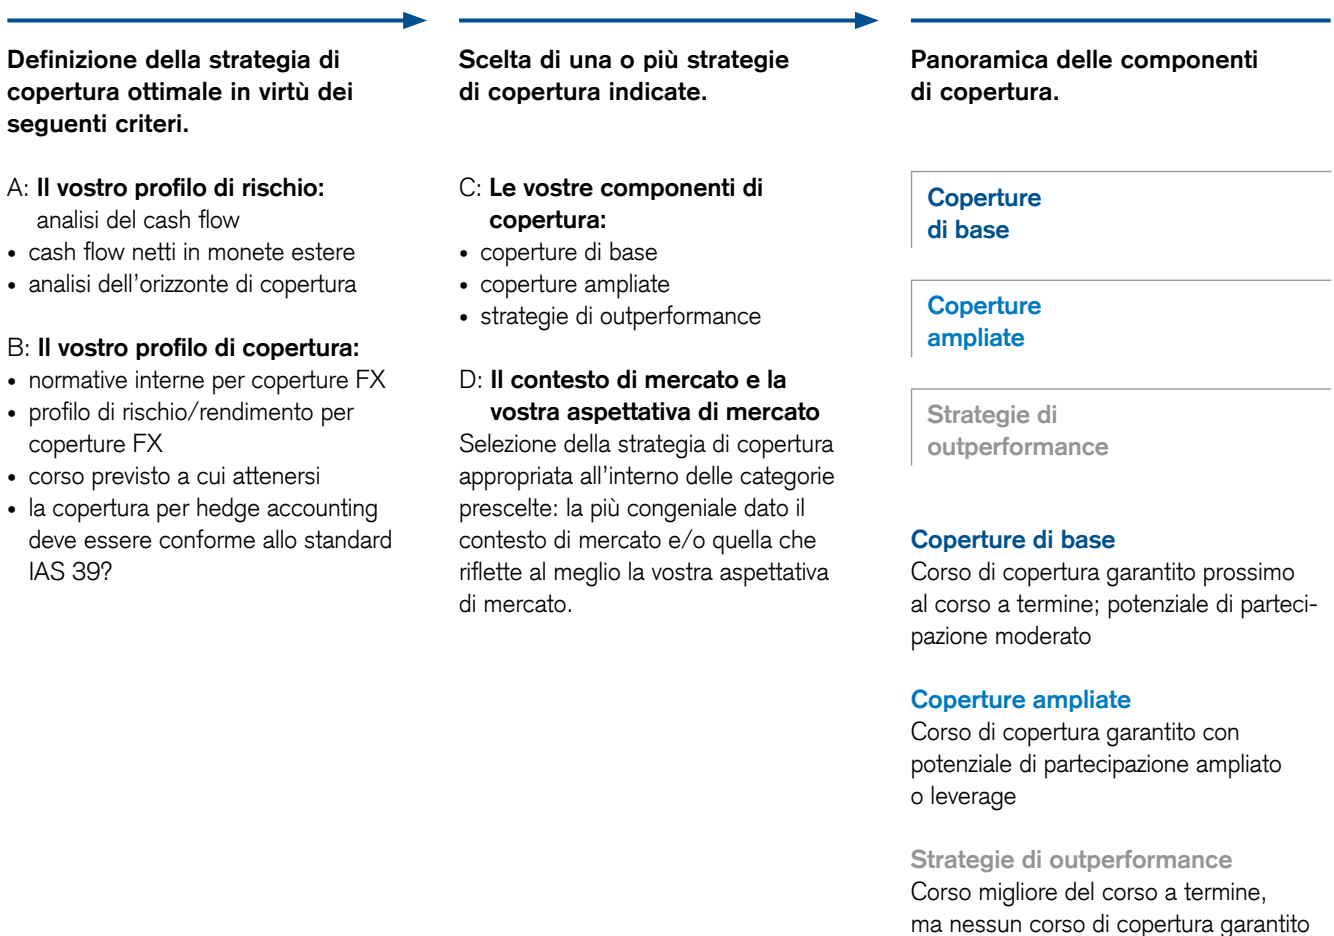 Definizione della strategia di
copertura ottimale in virtù dei
seguenti criteri.
A: Il vostro profilo di rischio:
analisi del cash flow
• cash flow netti in monete estere
• analisi dell’orizzonte di copertura
B: Il vostro profilo di copertura:
• normative interne per coperture FX
• profilo di rischio/rendimento per
coperture FX
• corso previsto a cui attenersi
• la copertura per hedge accounting
deve essere conforme allo standard
IAS 39?
Scelta di una o più strategie
di copertura indicate.
C: Le vostre componenti di
copertura:
• coperture di base
• coperture ampliate
• strategie di outperformance
D: Il contesto di mercato e la
vostra aspettativa di mercato
Selezione della strategia di copertura
appropriata all’interno delle categorie
prescelte: la più congeniale dato il
contesto di mercato e/o quella che
riflette al meglio la vostra aspettativa
di mercato.
Panoramica delle componenti
di copertura.
Coperture
di base
Coperture
ampliate
Strategie di
outperformance
Coperture di base
Corso di copertura garantito prossimo
al corso a termine; potenziale di parteci-
pazione moderato
Coperture ampliate
Corso di copertura garantito con
potenziale di partecipazione ampliato
o leverage
Strategie di outperformance
Corso migliore del corso a termine,
ma nessun corso di copertura garantito